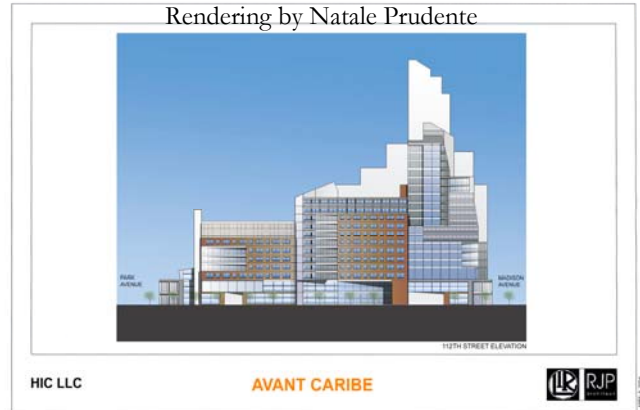 Rendering by Natale Prudente
PARK
AVENUE
MADISON
AVENUE
112TH STREET ELEVATION
HIC LLC
AVANT CARIBE
RJP